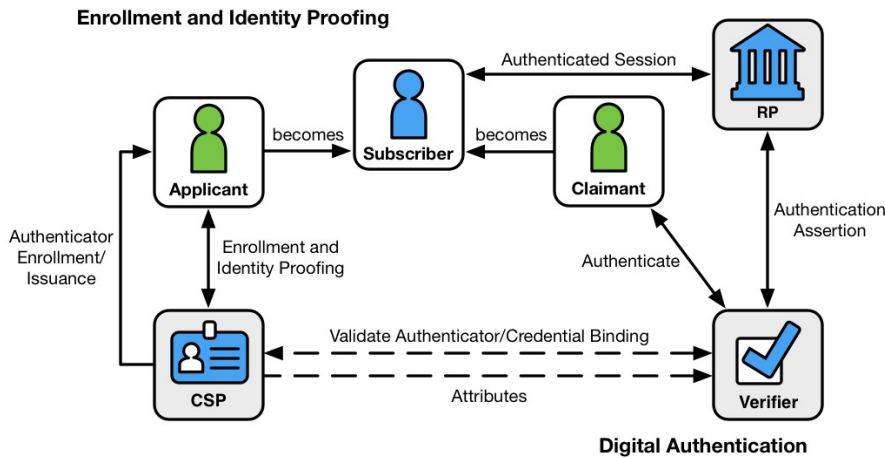 Enrollment and Identity Proofing
Authenticated Session
RP
becomes
Subscriber
becomes
Applicant
Claimant
Authenticator
Enrollment/
Issuance
Enrollment and
Identity Proofing
Authenticate
Authentication
Assertion
Validate Authenticator/Credential Binding
CSP
Attributes
Verifier
Digital Authentication